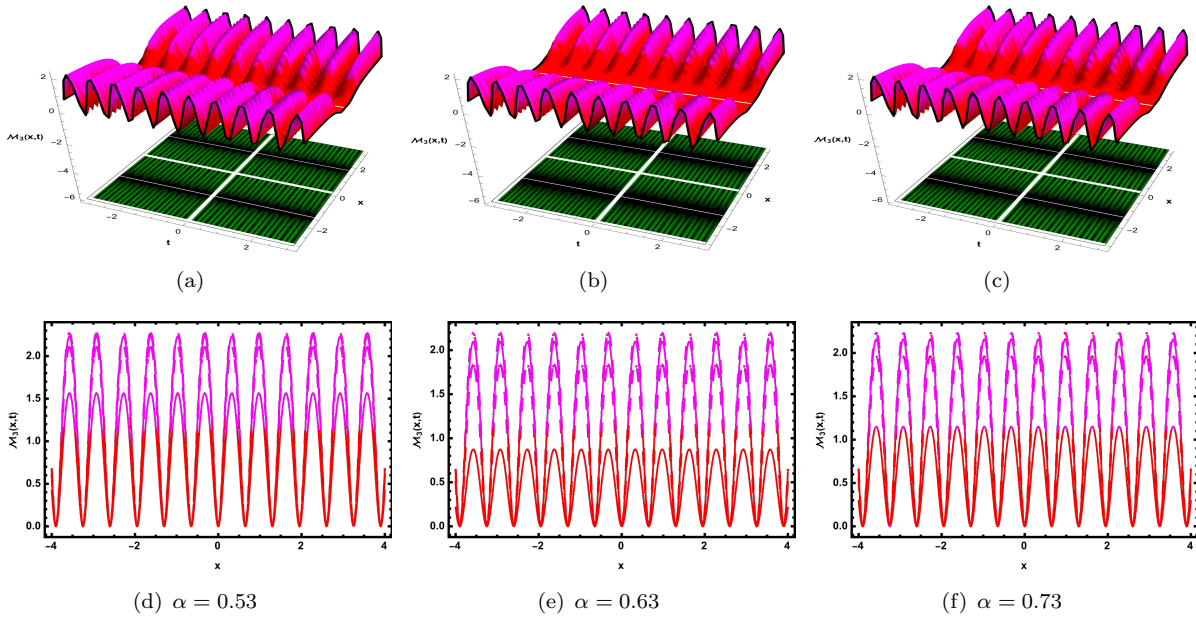 2
0
−2
−4
−6
ℳ₃(x,t)
−2
0
2
t
−2
0
2
x
(a)
2
0
−2
−4
−6
ℳ₃(x,t)
−2
0
2
t
−2
0
2
x
(b)
2
0
−2
−4
−6
ℳ₃(x,t)
−2
0
2
t
−2
0
2
x
(c)
2.0
1.5
1.0
0.5
0.0
ℳ₃(x,t)
−4 −2 0 2 4
x
(d) α = 0.53
2.0
1.5
1.0
0.5
0.0
ℳ₃(x,t)
−4 −2 0 2 4
x
(e) α = 0.63
2.0
1.5
1.0
0.5
0.0
ℳ₃(x,t)
−4 −2 0 2 4
x
(f) α = 0.73